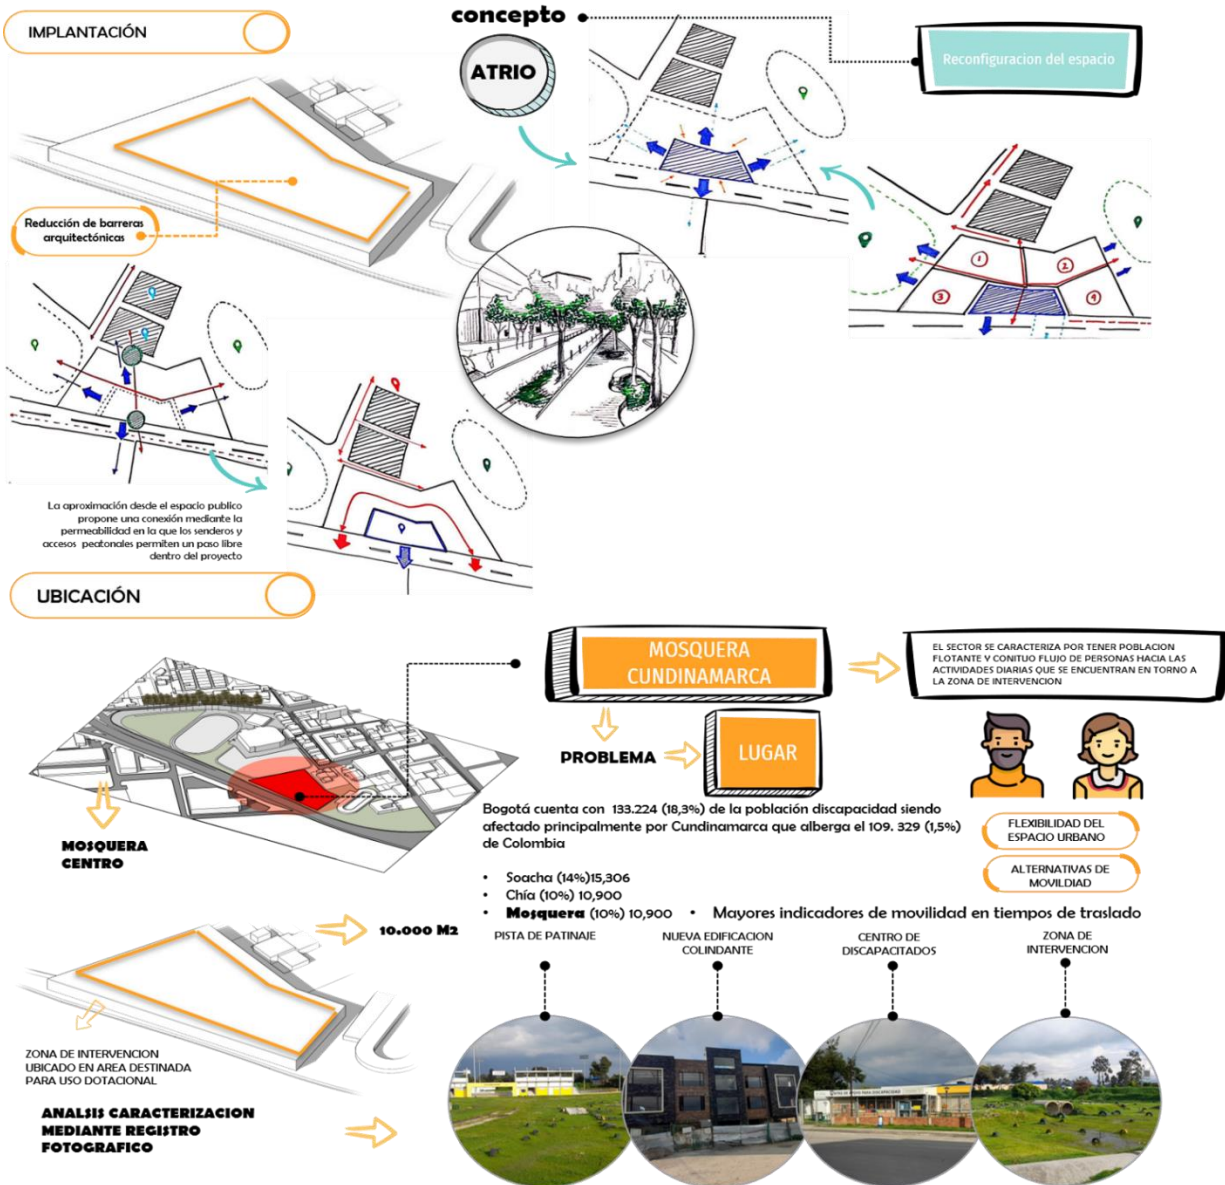 IMPLANTACIÓN
concepto
ATRIO
Reconfiguracion del espacio
Reducción de barreras
arquitectónicas
1
2
3
4
La aproximación desde el espacio publico
propone una conexión mediante la
permeabilidad en la que los senderos y
accesos peatonales permiten un paso libre
dentro del proyecto
UBICACIÓN
MOSQUERA
CUNDINAMARCA
EL SECTOR SE CARACTERIZA POR TENER POBLACION
FLOTANTE Y CONITUO FLUJO DE PERSONAS HACIA LAS
ACTIVIDADES DIARIAS QUE SE ENCUENTRAN EN TORNO A
LA ZONA DE INTERVENCION
PROBLEMA
LUGAR
MOSQUERA
CENTRO
Bogotá cuenta con 133.224 (18,3%) de la población discapacidad siendo
afectado principalmente por Cundinamarca que alberga el 109. 329 (1,5%)
de Colombia
FLEXIBILIDAD DEL
ESPACIO URBANO
ALTERNATIVAS DE
MOVILDIAD
• Soacha (14%)15,306
• Chía (10%) 10,900
• Mosquera (10%) 10,900 • Mayores indicadores de movilidad en tiempos de traslado
10.000 M2
PISTA DE PATINAJE
NUEVA EDIFICACION
COLINDANTE
CENTRO DE
DISCAPACITADOS
ZONA DE
INTERVENCION
ZONA DE INTERVENCION
UBICADO EN AREA DESTINADA
PARA USO DOTACIONAL
ANALSIS CARACTERIZACION
MEDIANTE REGISTRO
FOTOGRAFICO